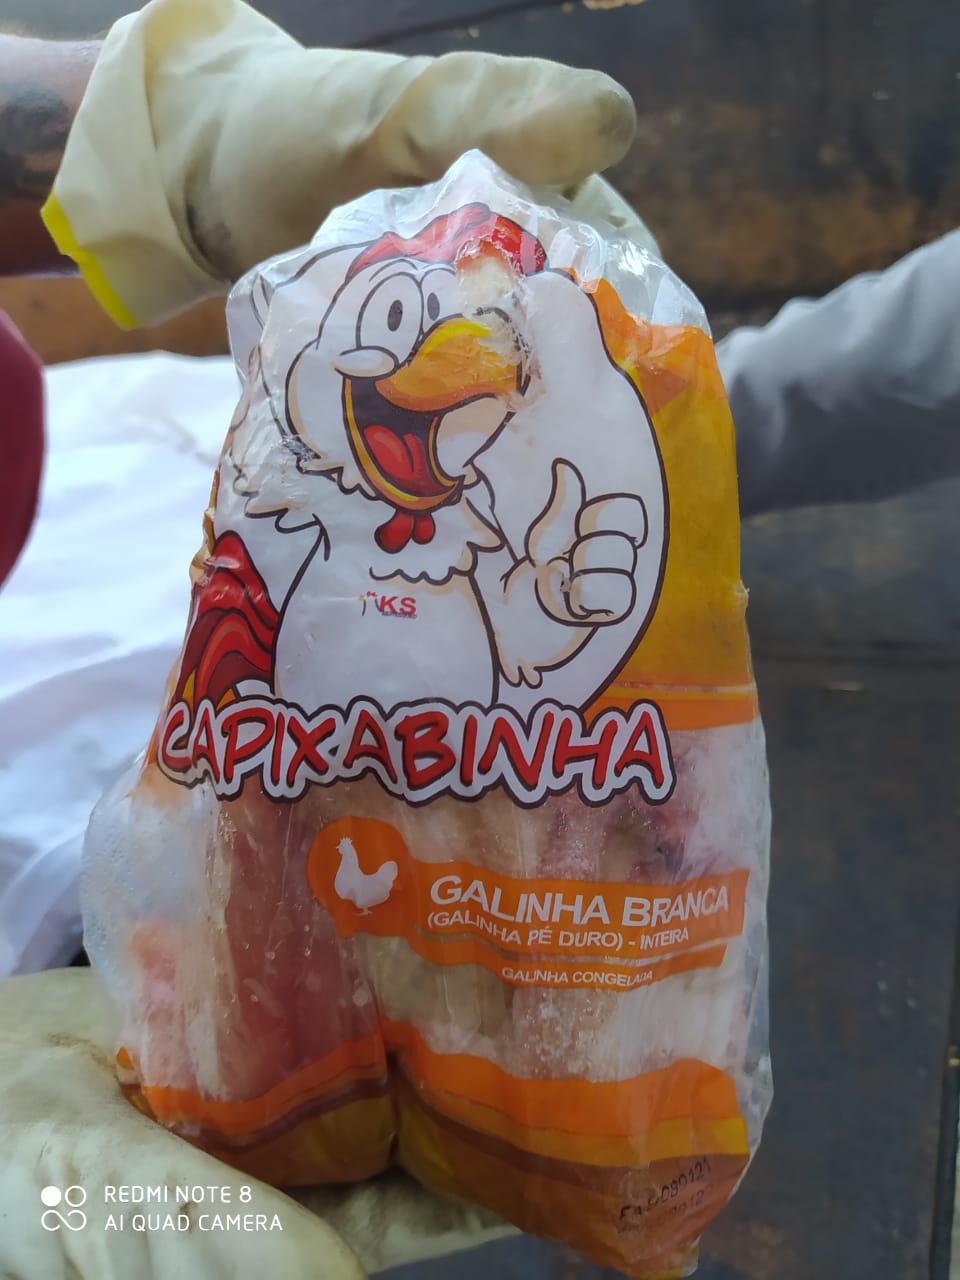 KS
CAPIXABINHA
GALINHA BRANCA
(GALINHA PÉ DURO) - INTEIRA
GALINHA CONGELADA
REDMI NOTE 8
AI QUAD CAMERA